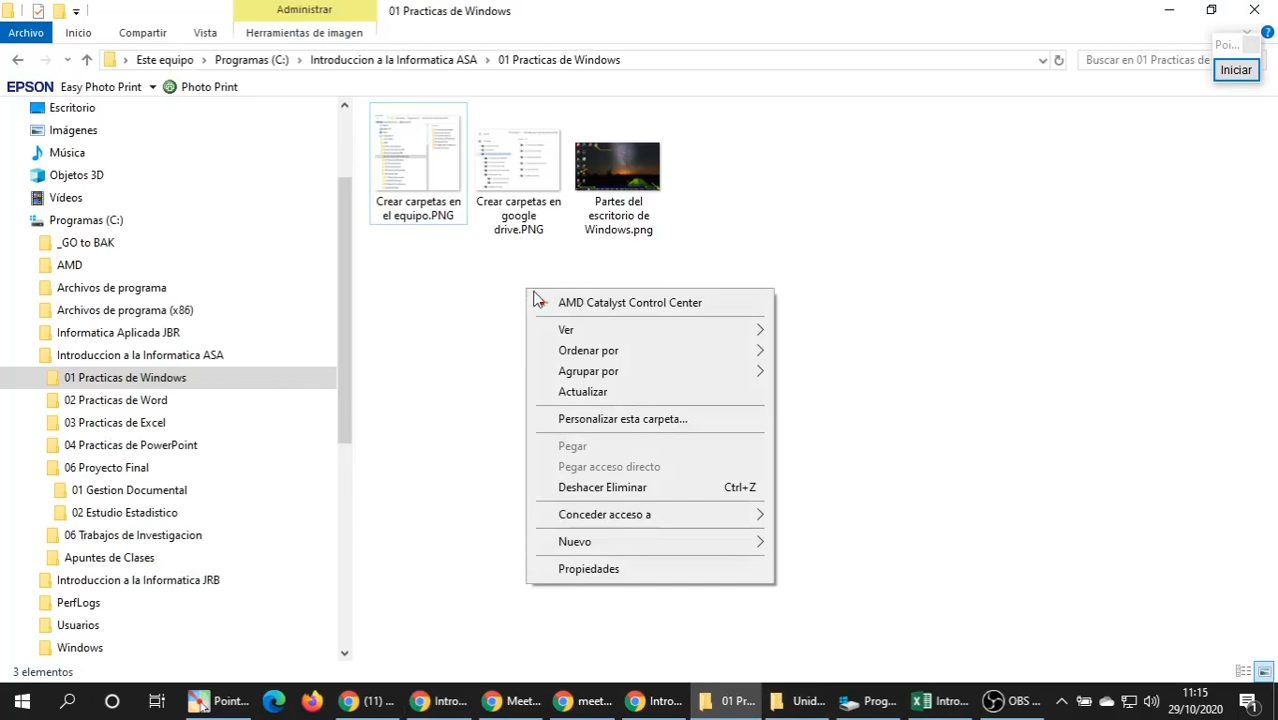 Administrar
01 Practicas de Windows
Archivo
Inicio
Compartir
Vista
Herramientas de imagen
Poi...
Iniciar
Este equipo
Programas (C:)
Introduccion a la Informatica ASA
01 Practicas de Windows
Buscar en 01 Practicas de
EPSON
Easy Photo Print
Photo Print
Escritorio
Imágenes
Música
Objetos 3D
Vídeos
Programas (C:)
_GO to BAK
AMD
Archivos de programa
Archivos de programa (x86)
Informatica Aplicada JBR
Introduccion a la Informatica ASA
01 Practicas de Windows
02 Practicas de Word
03 Practicas de Excel
04 Practicas de PowerPoint
06 Proyecto Final
01 Gestion Documental
02 Estudio Estadistico
06 Trabajos de Investigacion
Apuntes de Clases
Introduccion a la Informatica JRB
PerfLogs
Usuarios
Windows
Crear carpetas en
el equipo.PNG
Crear carpetas en
google
drive.PNG
Partes del
escritorio de
Windows.png
AMD Catalyst Control Center
Ver
Ordenar por
Agrupar por
Actualizar
Personalizar esta carpeta...
Pegar
Pegar acceso directo
Deshacer Eliminar Ctrl+Z
Conceder acceso a
Nuevo
Propiedades
3 elementos
Point...
(11) ...
Intro...
Meet...
meet...
Intro...
01 Pr...
Unid...
Prog...
Intro...
OBS ...
11:15
29/10/2020
1